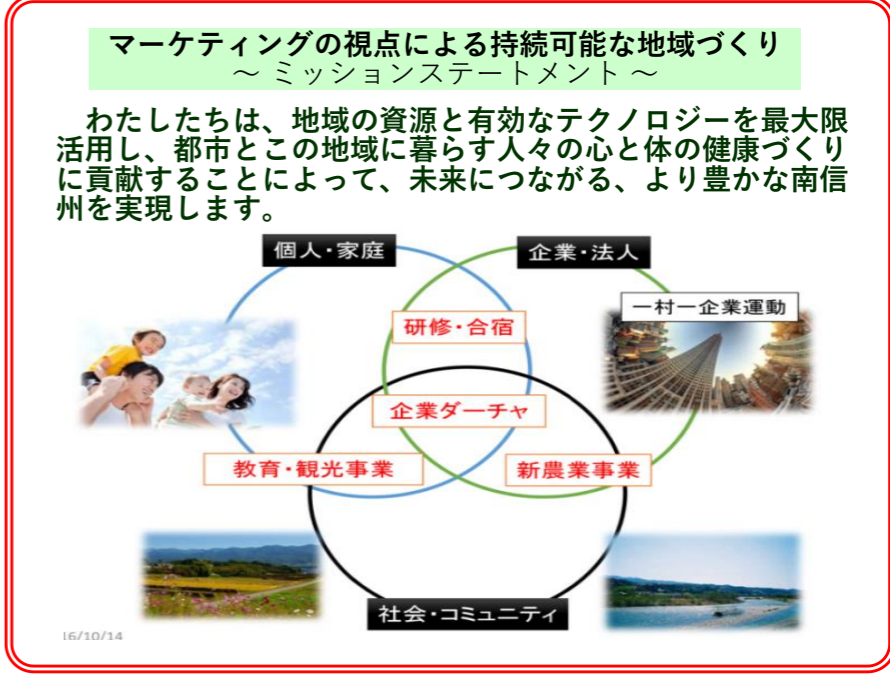 マーケティングの視点による持続可能な地域づくり
～ ミッションステートメント ～
わたしたちは、地域の資源と有効なテクノロジーを最大限
活用し、都市とこの地域に暮らす人々の心と体の健康づくり
に貢献することによって、未来につながる、より豊かな南信
州を実現します。
個人・家庭
企業・法人
一村一企業運動
研修・合宿
企業ダーチャ
教育・観光事業
新農業事業
社会・コミュニティ
16/10/14